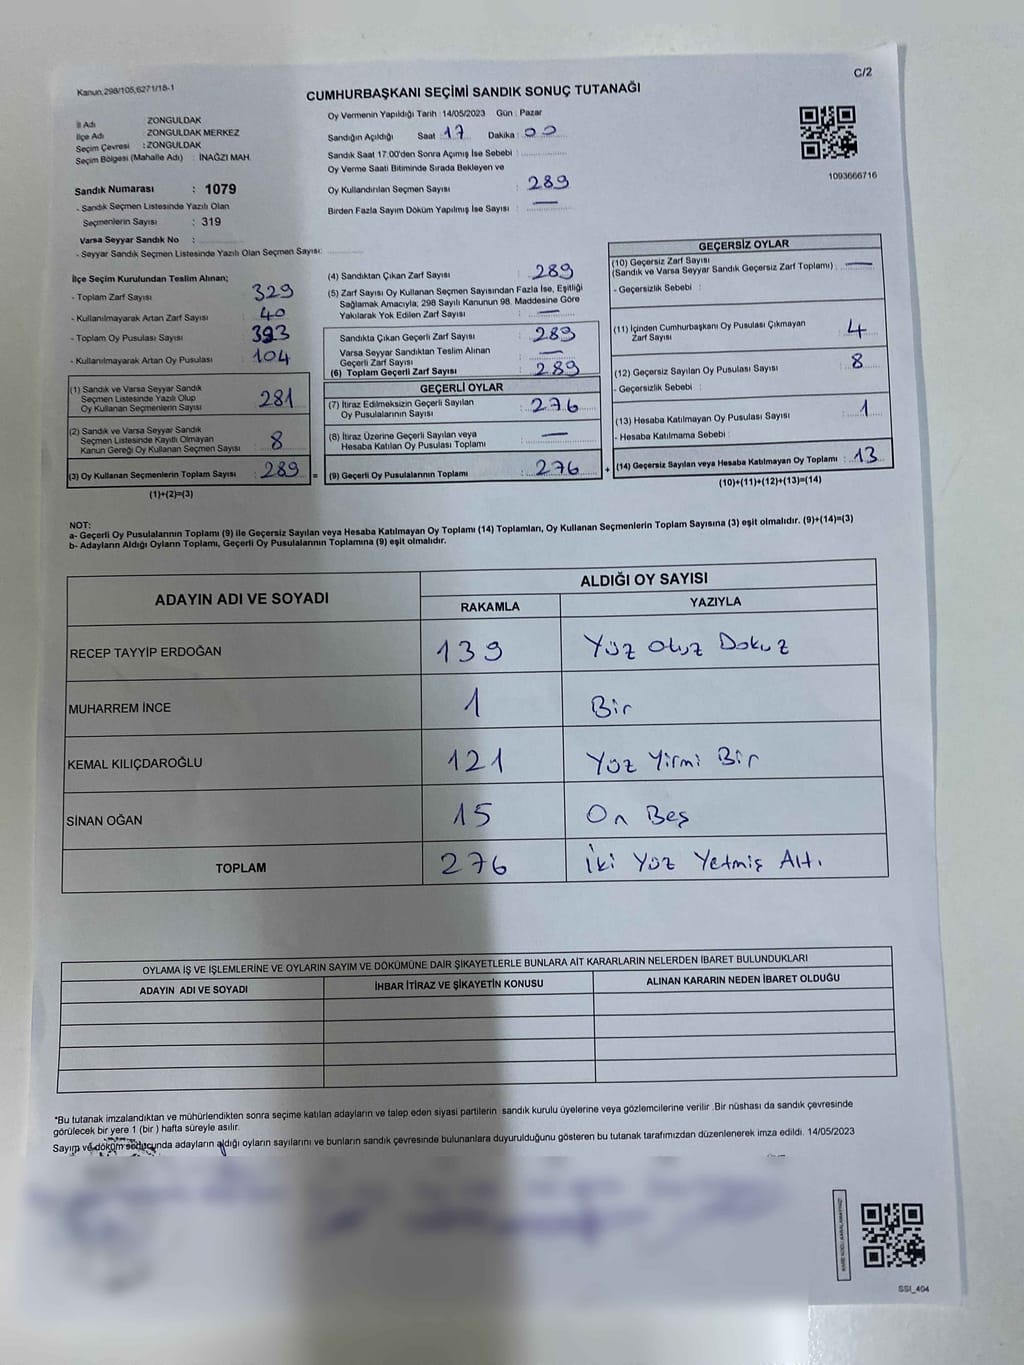 Kanun,298/105,6271/18-1
C/2
CUMHURBAŞKANI SEÇİMİ SANDIK SONUÇ TUTANAĞI
İl Adı : ZONGULDAK
İlçe Adı : ZONGULDAK MERKEZ
Seçim Çevresi : ZONGULDAK
Seçim Bölgesi (Mahalle Adı) : İNAĞZI MAH.
Sandık Numarası : 1079
- Sandık Seçmen Listesinde Yazılı Olan
Seçmenlerin Sayısı : 319
Varsa Seyyar Sandık No :
- Seyyar Sandık Seçmen Listesinde Yazılı Olan Seçmen Sayısı:
Oy Vermenin Yapıldığı Tarih : 14/05/2023 Gün : Pazar
Sandığın Açıldığı Saat : 17 Dakika : 00
Sandık Saat 17:00'den Sonra Açımış İse Sebebi :
Oy Verme Saati Bitiminde Sırada Bekleyen ve
Oy Kullandırılan Seçmen Sayısı : 289
Birden Fazla Sayım Döküm Yapılmış İse Sayısı : —
1093666716
İlçe Seçim Kurulundan Teslim Alınan;
- Toplam Zarf Sayısı 329
- Kullanılmayarak Artan Zarf Sayısı : 40
- Toplam Oy Pusulası Sayısı : 393
- Kullanılmayarak Artan Oy Pusulası : 104
(1) Sandık ve Varsa Seyyar Sandık
Seçmen Listesinde Yazılı Olup
Oy Kullanan Seçmenlerin Sayısı : 281
(2) Sandık ve Varsa Seyyar Sandık
Seçmen Listesinde Kayıtlı Olmayan
Kanun Gereği Oy Kullanan Seçmen Sayısı : 8
(3) Oy Kullanan Seçmenlerin Toplam Sayısı : 289 =
(1)+(2)=(3)
(4) Sandıktan Çıkan Zarf Sayısı : 289
(5) Zarf Sayısı Oy Kullanan Seçmen Sayısından Fazla İse, Eşitliği
Sağlamak Amacıyla; 298 Sayılı Kanunun 98. Maddesine Göre
Yakılarak Yok Edilen Zarf Sayısı : —
Sandıkta Çıkan Geçerli Zarf Sayısı : 289
Varsa Seyyar Sandıktan Teslim Alınan
Geçerli Zarf Sayısı : —
(6) Toplam Geçerli Zarf Sayısı : 289
GEÇERLİ OYLAR
(7) İtiraz Edilmeksizin Geçerli Sayılan
Oy Pusulalarının Sayısı : 276
(8) İtiraz Üzerine Geçerli Sayılan veya
Hesaba Katılan Oy Pusulası Toplamı : —
(9) Geçerli Oy Pusulalarının Toplamı : 276 +
GEÇERSİZ OYLAR
(10) Geçersiz Zarf Sayısı
(Sandık ve Varsa Seyyar Sandık Geçersiz Zarf Toplamı) : —
- Geçersizlik Sebebi :
(11) İçinden Cumhurbaşkanı Oy Pusulası Çıkmayan
Zarf Sayısı : 4
(12) Geçersiz Sayılan Oy Pusulası Sayısı : 8
- Geçersizlik Sebebi :
(13) Hesaba Katılmayan Oy Pusulası Sayısı : 1
- Hesaba Katılmama Sebebi :
(14) Geçersiz Sayılan veya Hesaba Katılmayan Oy Toplamı : 13
(10)+(11)+(12)+(13)=(14)
NOT:
a- Geçerli Oy Pusulalarının Toplamı (9) ile Geçersiz Sayılan veya Hesaba Katılmayan Oy Toplamı (14) Toplamları, Oy Kullanan Seçmenlerin Toplam Sayısına (3) eşit olmalıdır. (9)+(14)=(3)
b- Adayların Aldığı Oyların Toplamı, Geçerli Oy Pusulalarının Toplamına (9) eşit olmalıdır.
ADAYIN ADI VE SOYADI ALDIĞI OY SAYISI
RAKAMLA YAZIYLA
RECEP TAYYİP ERDOĞAN 139 Yüz Otuz Dokuz
MUHARREM İNCE 1 Bir
KEMAL KILIÇDAROĞLU 121 Yüz Yirmi Bir
SİNAN OĞAN 15 On Beş
TOPLAM 276 İki Yüz Yetmiş Altı
OYLAMA İŞ VE İŞLEMLERİNE VE OYLARIN SAYIM VE DÖKÜMÜNE DAİR ŞİKAYETLERLE BUNLARA AİT KARARLARIN NELERDEN İBARET BULUNDUKLARI
ADAYIN ADI VE SOYADI İHBAR İTİRAZ VE ŞİKAYETİN KONUSU ALINAN KARARIN NEDEN İBARET OLDUĞU
*Bu tutanak imzalandıktan ve mühürlendikten sonra seçime katılan adayların ve talep eden siyasi partilerin sandık kurulu üyelerine veya gözlemcilerine verilir .Bir nüshası da sandık çevresinde
görülecek bir yere 1 (bir ) hafta süreyle asılır.
Sayım ve döküm sonucunda adayların aldığı oyların sayılarını ve bunların sandık çevresinde bulunanlara duyurulduğunu gösteren bu tutanak tarafımızdan düzenlenerek imza edildi. 14/05/2023
SSI_404